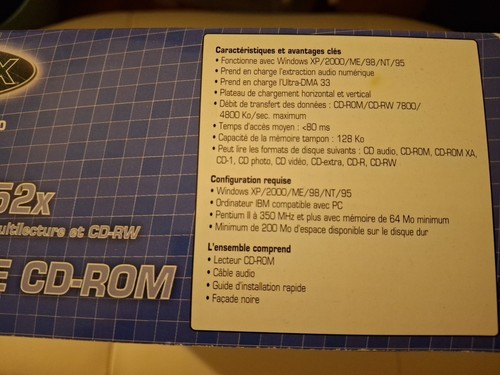 X
Caractéristiques et avantages clés
• Fonctionne avec Windows XP/2000/ME/98/NT/95
• Prend en charge l'extraction audio numérique
• Prend en charge l'Ultra-DMA 33
• Plateau de chargement horizontal et vertical
• Débit de transfert des données : CD-ROM/CD-RW 7800/
4800 Ko/sec. maximum
• Temps d'accès moyen : <80 ms
• Capacité de la mémoire tampon : 128 Ko
• Peut lire les formats de disque suivants : CD audio, CD-ROM, CD-ROM XA,
CD-1, CD photo, CD vidéo, CD-extra, CD-R, CD-RW
Configuration requise
• Windows XP/2000/ME/98/NT/95
• Ordinateur IBM compatible avec PC
• Pentium II à 350 MHz et plus avec mémoire de 64 Mo minimum
• Minimum de 200 Mo d'espace disponible sur le disque dur
L'ensemble comprend
• Lecteur CD-ROM
• Câble audio
• Guide d'installation rapide
• Façade noire
52x
multilecture et CD-RW
E CD-ROM